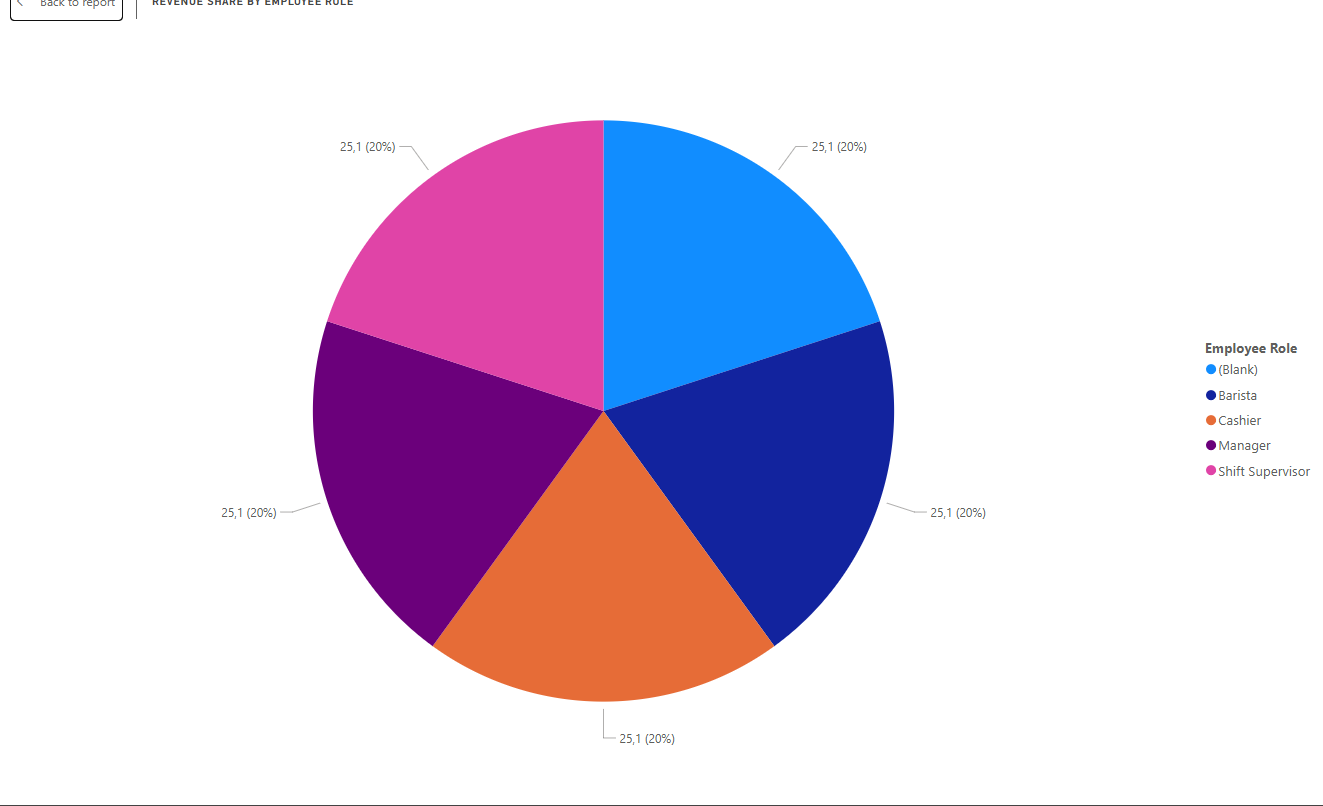 Back to report
REVENUE SHARE BY EMPLOYEE ROLE
25,1 (20%)
25,1 (20%)
25,1 (20%)
25,1 (20%)
25,1 (20%)
Employee Role
(Blank)
Barista
Cashier
Manager
Shift Supervisor